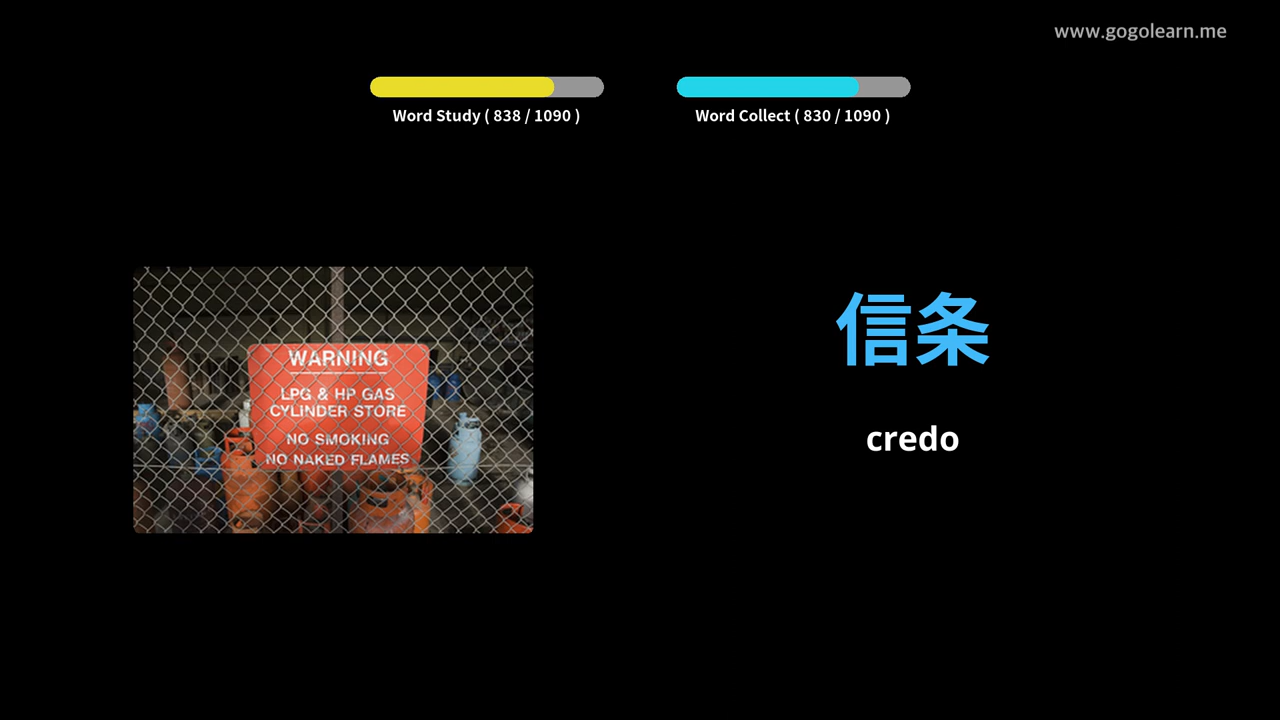 www.gogolearn.me
Word Study ( 838 / 1090 )
Word Collect ( 830 / 1090 )
WARNING
LPG & HP GAS
CYLINDER STORE
NO SMOKING
NO NAKED FLAMES
信条
credo